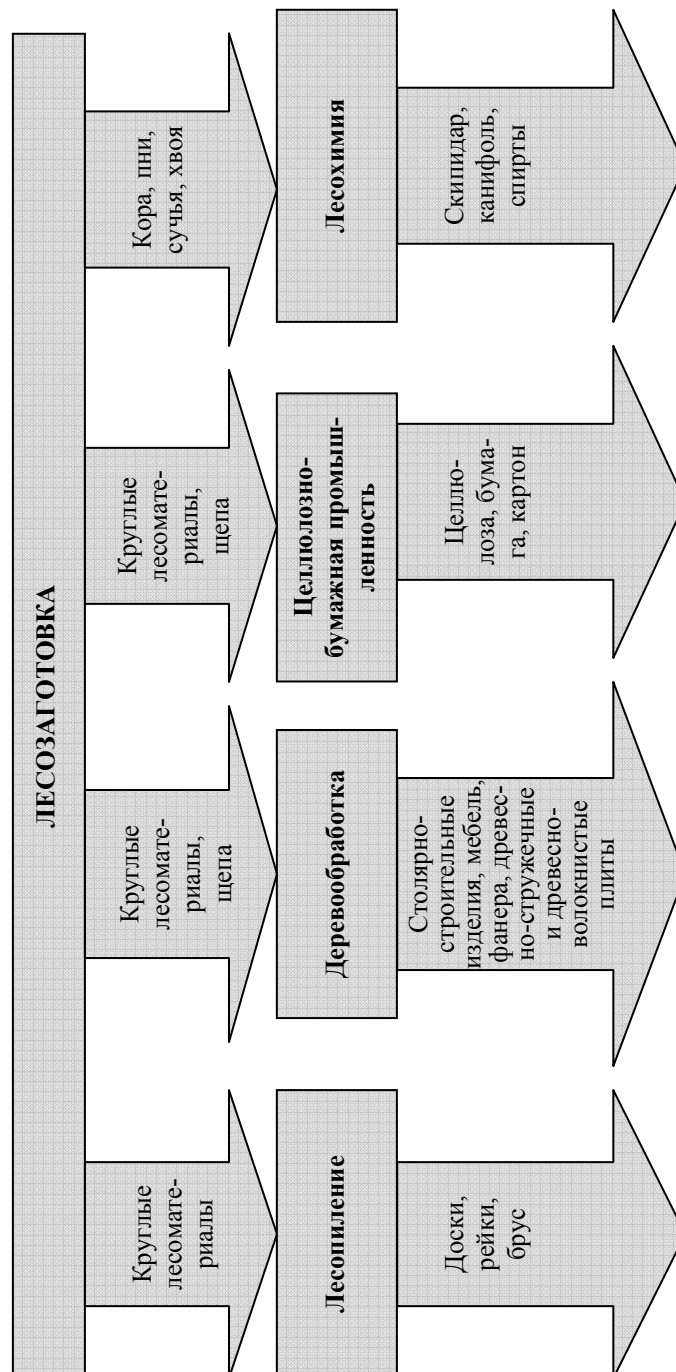 ЛЕСОЗАГОТОВКА
Круглые
лесомате-
риалы
Круглые
лесомате-
риалы,
щепа
Круглые
лесомате-
риалы,
щепа
Кора, пни,
сучья, хвоя
Лесопиление
Деревообработка
Целлюлозно-
бумажная промыш-
ленность
Лесохимия
Доски,
рейки,
брус
Столярно-
строительные
изделия, мебель,
фанера, древес-
но-стружечные
и древесно-
волокнистые
плиты
Целлю-
лоза, бума-
га, картон
Скипидар,
канифоль,
спирты